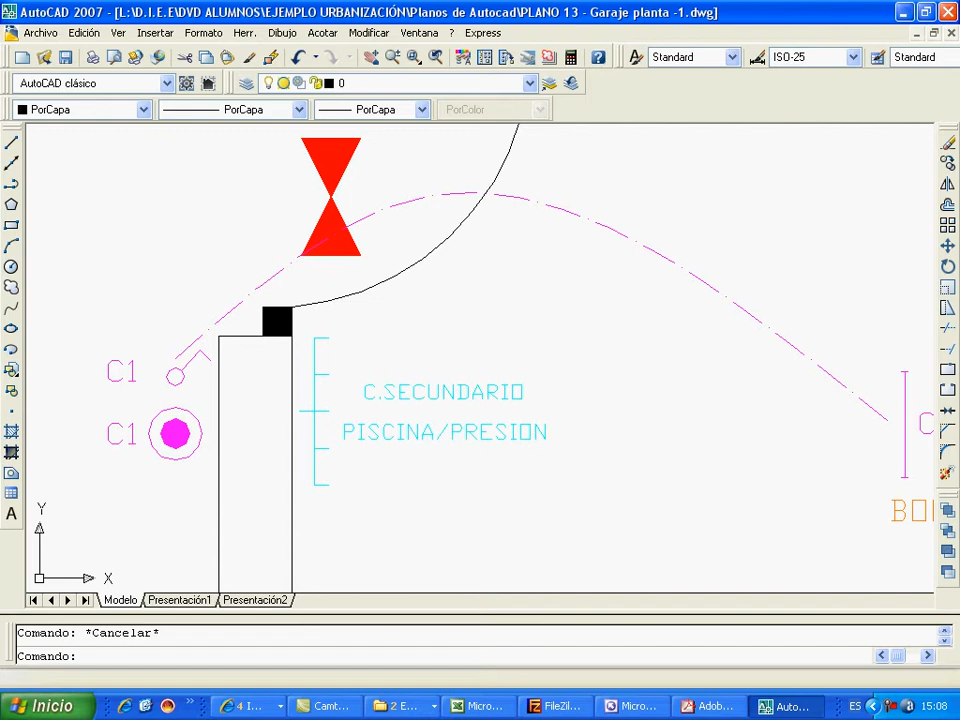 AutoCAD 2007 - [L:\D.I.E.E\DVD ALUMNOS\EJEMPLO URBANIZACIÓN\Planos de Autocad\PLANO 13 - Garaje planta -1.dwg]
Archivo Edición Ver Insertar Formato Herr. Dibujo Acotar Modificar Ventana ? Express
Standard ISO-25 Standard
AutoCAD clásico 0
PorCapa PorCapa PorCapa PorColor
C1
C.SECUNDARIO
C1 PISCINA/PRESION
Y
X
Modelo Presentación1 Presentación2
Comando: *Cancelar*
Comando:
Inicio 4 I... Camt... 2 E... Micro... FileZil... Micro... Adob... Auto... ES 15:08